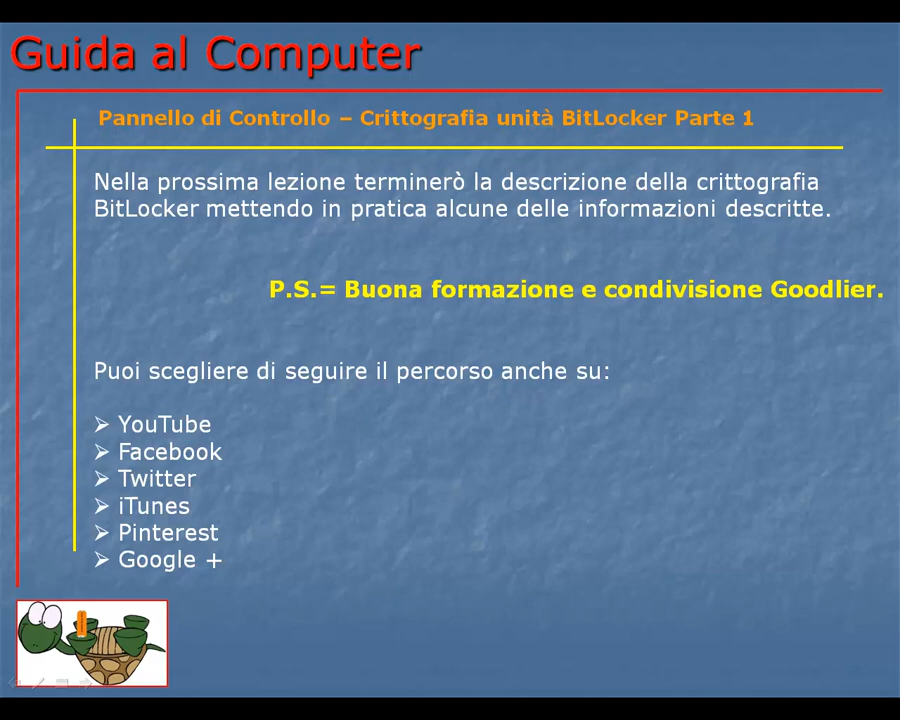 Guida al Computer
Pannello di Controllo – Crittografia unità BitLocker Parte 1
Nella prossima lezione terminerò la descrizione della crittografia
BitLocker mettendo in pratica alcune delle informazioni descritte.
P.S.= Buona formazione e condivisione Goodlier.
Puoi scegliere di seguire il percorso anche su:
➢ YouTube
➢ Facebook
➢ Twitter
➢ iTunes
➢ Pinterest
➢ Google +